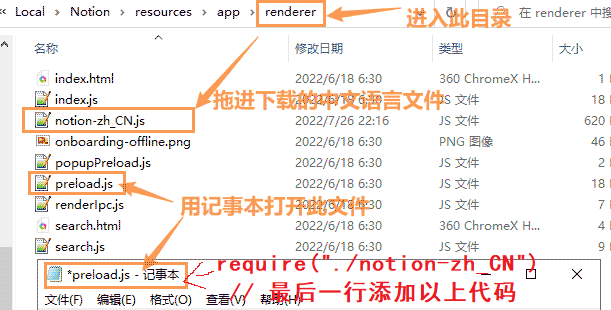 « Local › Notion › resources › app › renderer
进入此目录
在 renderer 中搜
名称 修改日期 类型 大小
index.html 2022/6/18 6:30 360 ChromeX H...
index.js 2022/6/18 6:30 JS 文件 18
拖进下载的中文语言文件
notion-zh_CN.js 2022/7/26 22:16 JS 文件 620
onboarding-offline.png 2022/6/18 6:30 PNG 图像 46
popupPreload.js 2022/6/18 6:30 JS 文件 2
preload.js 2022/6/18 6:30 JS 文件 18
用记事本打开此文件
renderIpc.js 2022/6/18 6:30 JS 文件
search.html 2022/6/18 6:30 360 ChromeX H... 4
search.js 2022/6/18 6:30 JS 文件 2
*preload.js - 记事本
require("./notion-zh_CN")
文件(F) 编辑(E) 格式(O) 查看(V) 帮助(H)
// 最后一行添加以上代码